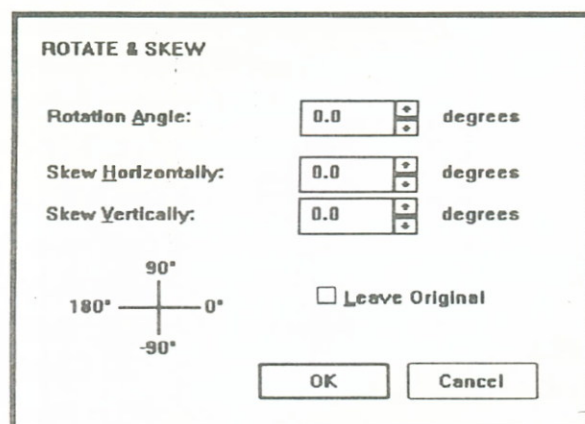 ROTATE & SKEW
Rotation Angle: 0.0 degrees
Skew Horizontally: 0.0 degrees
Skew Vertically: 0.0 degrees
90°
180° 0°
-90°
Leave Original
OK Cancel